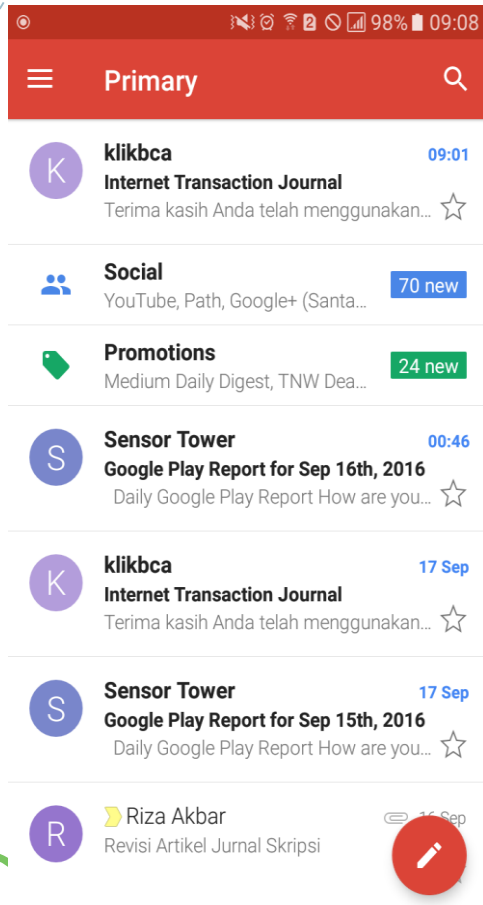 2 98% 09:08
Primary
K klikbca 09:01
Internet Transaction Journal
Terima kasih Anda telah menggunakan...
Social
YouTube, Path, Google+ (Santa... 70 new
Promotions
Medium Daily Digest, TNW Dea... 24 new
S Sensor Tower 00:46
Google Play Report for Sep 16th, 2016
Daily Google Play Report How are you...
K klikbca 17 Sep
Internet Transaction Journal
Terima kasih Anda telah menggunakan...
S Sensor Tower 17 Sep
Google Play Report for Sep 15th, 2016
Daily Google Play Report How are you...
R Riza Akbar 16 Sep
Revisi Artikel Jurnal Skripsi